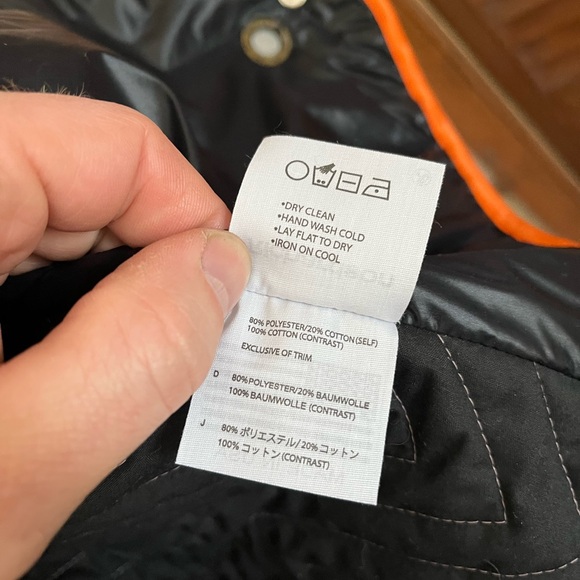 •DRY CLEAN
•HAND WASH COLD
•LAY FLAT TO DRY
•IRON ON COOL
80% POLYESTER/20% COTTON(SELF)
100% COTTON (CONTRAST)
EXCLUSIVE OF TRIM
D 80%POLYESTER/20% BAUMWOLLE
100% BAUMWOLLE (CONTRAST)
J 80% ポリエステル/20%コットン
100% コットン(CONTRAST)